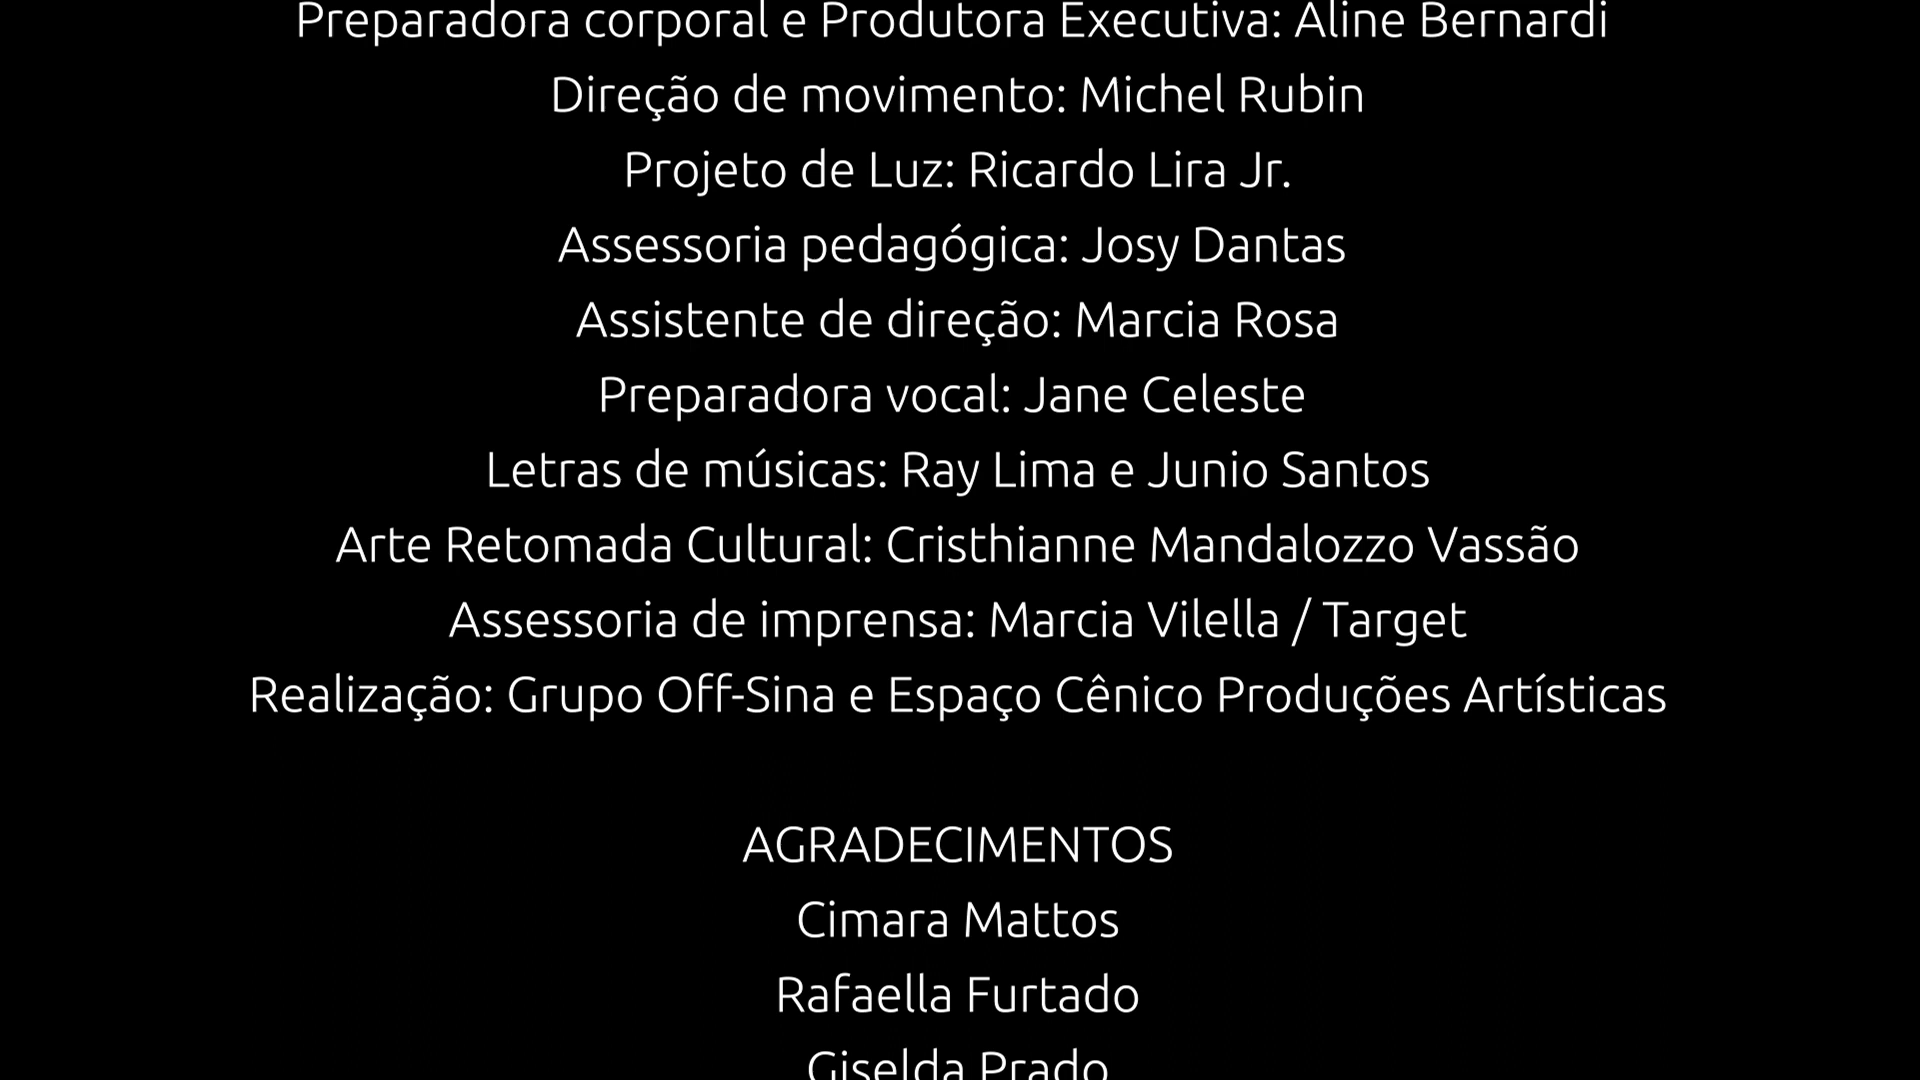 Preparadora corporal e Produtora Executiva: Aline Bernardi
Direção de movimento: Michel Rubin
Projeto de Luz: Ricardo Lira Jr.
Assessoria pedagógica: Josy Dantas
Assistente de direção: Marcia Rosa
Preparadora vocal: Jane Celeste
Letras de músicas: Ray Lima e Junio Santos
Arte Retomada Cultural: Cristhianne Mandalozzo Vassão
Assessoria de imprensa: Marcia Vilella / Target
Realização: Grupo Off-Sina e Espaço Cênico Produções Artísticas
AGRADECIMENTOS
Cimara Mattos
Rafaella Furtado
Giselda Prado